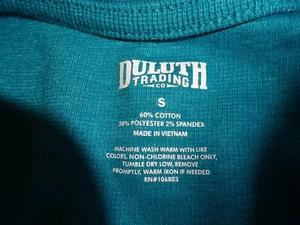 DULUTH
TRADING
CO
S
60% COTTON
38% POLYESTER 2% SPANDEX
MADE IN VIETNAM
MACHINE WASH WARM WITH LIKE
COLORS, NON-CHLORINE BLEACH ONLY,
TUMBLE DRY LOW, REMOVE
PROMPTLY, WARM IRON IF NEEDED
RN#106803